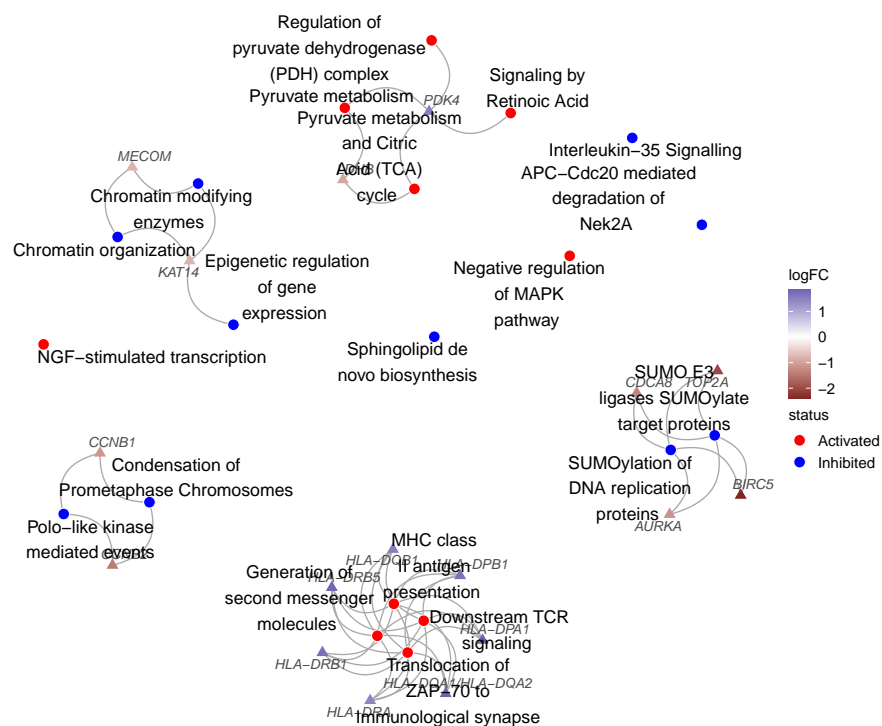 Regulation of
pyruvate dehydrogenase
(PDH) complex
Pyruvate metabolism
PDK4
Signaling by
Retinoic Acid
Pyruvate metabolism
and Citric
Acid (TCA)
cycle
Interleukin−35 Signalling
APC−Cdc20 mediated
degradation of
Nek2A
MECOM
Chromatin modifying
enzymes
Chromatin organization
KAT14
Epigenetic regulation
of gene
expression
Negative regulation
of MAPK
pathway
NGF−stimulated transcription
Sphingolipid de
novo biosynthesis
SUMO E3
ligases SUMOylate
target proteins
CDCA8
TOP2A
SUMOylation of
DNA replication
proteins
BIRC5
AURKA
CCNB1
Condensation of
Prometaphase Chromosomes
Polo−like kinase
mediated events
MHC class
II antigen
presentation
HLA−DQB1
HLA−DPB1
Generation of
second messenger
molecules
HLA−DRB5
Downstream TCR
signaling
HLA−DPA1
HLA−DRB1
Translocation of
ZAP−70 to
Immunological synapse
HLA−DQA1/HLA−DQA2
HLA−DRA
logFC
1
0
−1
−2
status
Activated
Inhibited